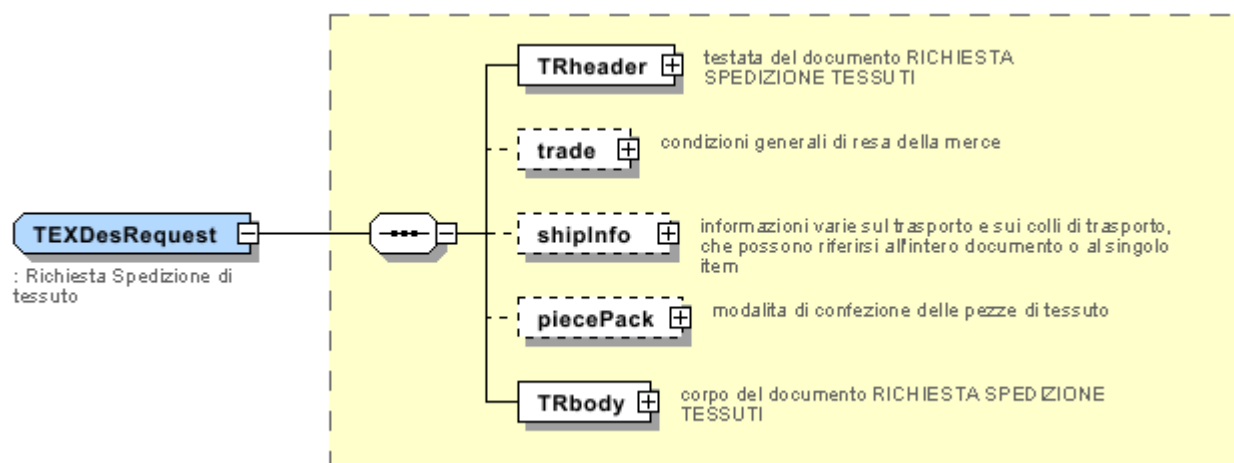 TRheader
testata del documento RICHIESTA
SPEDIZIONE TESSUTI
trade
condizioni generali di resa della merce
TEXDesRequest
: Richiesta Spedizione di
tessuto
shipInfo
informazioni varie sul trasporto e sui colli di trasporto,
che possono riferirsi all'intero documento o al singolo
item
piecePack
modalita di confezione delle pezze di tessuto
TRbody
corpo del documento RICHIESTA SPEDIZIONE
TESSUTI